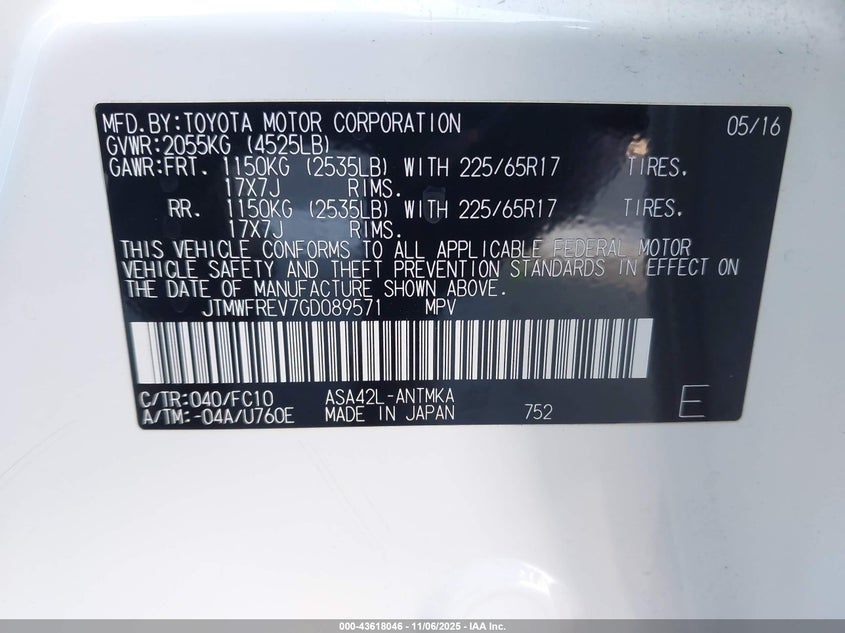 MFD.BY:TOYOTA MOTOR CORPORATION 05/16
GVWR:2055KG (4525LB)
GAWR:FRT. 1150KG (2535LB) WITH 225/65R17 TIRES.
17X7J RIMS.
RR. 1150KG (2535LB) WITH 225/65R17 TIRES.
17X7J RIMS.
THIS VEHICLE CONFORMS TO ALL APPLICABLE FEDERAL MOTOR
VEHICLE SAFETY AND THEFT PREVENTION STANDARDS IN EFFECT ON
THE DATE OF MANUFACTURE SHOWN ABOVE.
JTMWFREV7GD089571 MPV
C/TR:040/FC10 ASA42L-ANTMKA
A/TM:-04A/U760E MADE IN JAPAN 752 E
000-43618046 - 11/06/2025 - IAA Inc.